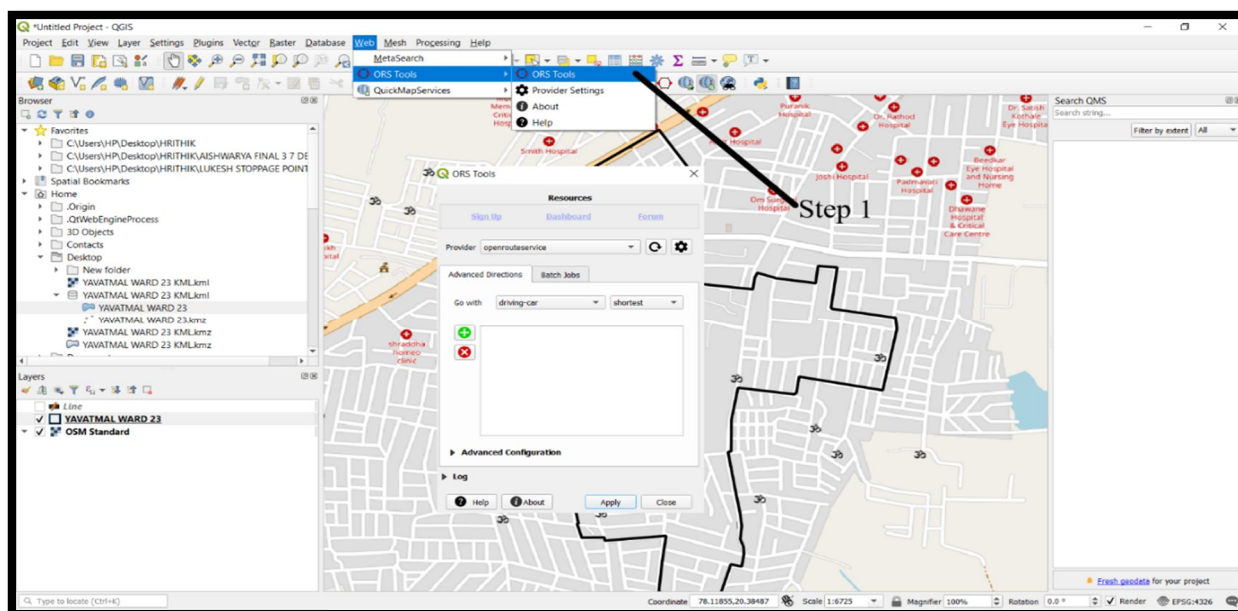 *Untitled Project - QGIS
Project Edit View Layer Settings Plugins Vector Raster Database Web Mesh Processing Help
MetaSearch
ORS Tools
QuickMapServices
ORS Tools
Provider Settings
About
Help
Browser
Favorites
C:\Users\HP\Desktop\HRITHIK
C:\Users\HP\Desktop\HRITHIK\AISHWARYA FINAL 3 7 DE
C:\Users\HP\Desktop\HRITHIK\LUKESH STOPPAGE POINT
Spatial Bookmarks
Home
.Origin
.QtWebEngineProcess
3D Objects
Contacts
Desktop
New folder
YAVATMAL WARD 23 KML.kml
YAVATMAL WARD 23 KML.kml
YAVATMAL WARD 23
YAVATMAL WARD 23.kmz
YAVATMAL WARD 23 KML.kmz
YAVATMAL WARD 23 KML.kmz
Layers
Line
YAVATMAL WARD 23
OSM Standard
Smith Hospital
shraddha
homeo
clinic
ORS Tools
Resources
Sign Up Dashboard Forum
Provider openrouteservice
Advanced Directions Batch Jobs
Go with driving-car shortest
Advanced Configuration
Log
Help About Apply Close
Step 1
Puranik
Hospital
Dr. Rathod
Hospital
Dr. Satish
Kothale
Eye Hospita
Joshi Hospital
Padmavati
Hospital
Beedkar
Eye Hospital
and Nursing
Home
Om Surg
Hospital
Dhawane
Hospital
& Critical
Care Centre
Search QMS
Search string...
Filter by extent All
Fresh geodata for your project
Type to locate (Ctrl+K)
Coordinate 78.11855,20.38487 Scale 1:6725 Magnifier 100% Rotation 0.0 ° Render EPSG:4326